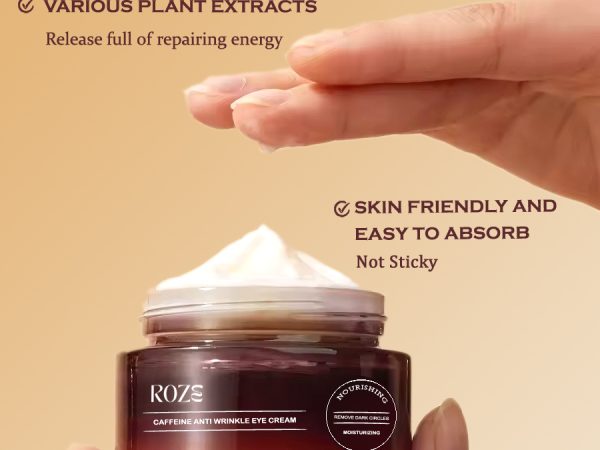 VARIOUS PLANT EXTRACTS
Release full of repairing energy
SKIN FRIENDLY AND
EASY TO ABSORB
Not Sticky
ROZE
CAFFEINE ANTI WRINKLE EYE CREAM
NOURISHING
REMOVE DARK CIRCLES
MOISTURIZING